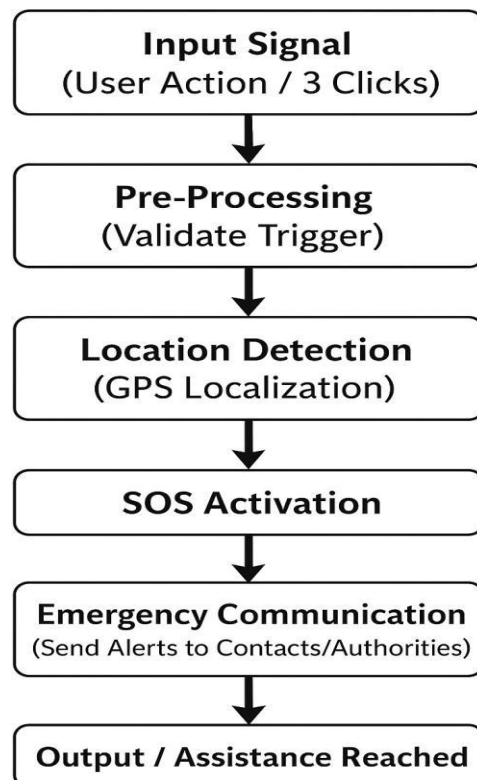 Input Signal
(User Action / 3 Clicks)
Pre-Processing
(Validate Trigger)
Location Detection
(GPS Localization)
SOS Activation
Emergency Communication
(Send Alerts to Contacts/Authorities)
Output / Assistance Reached